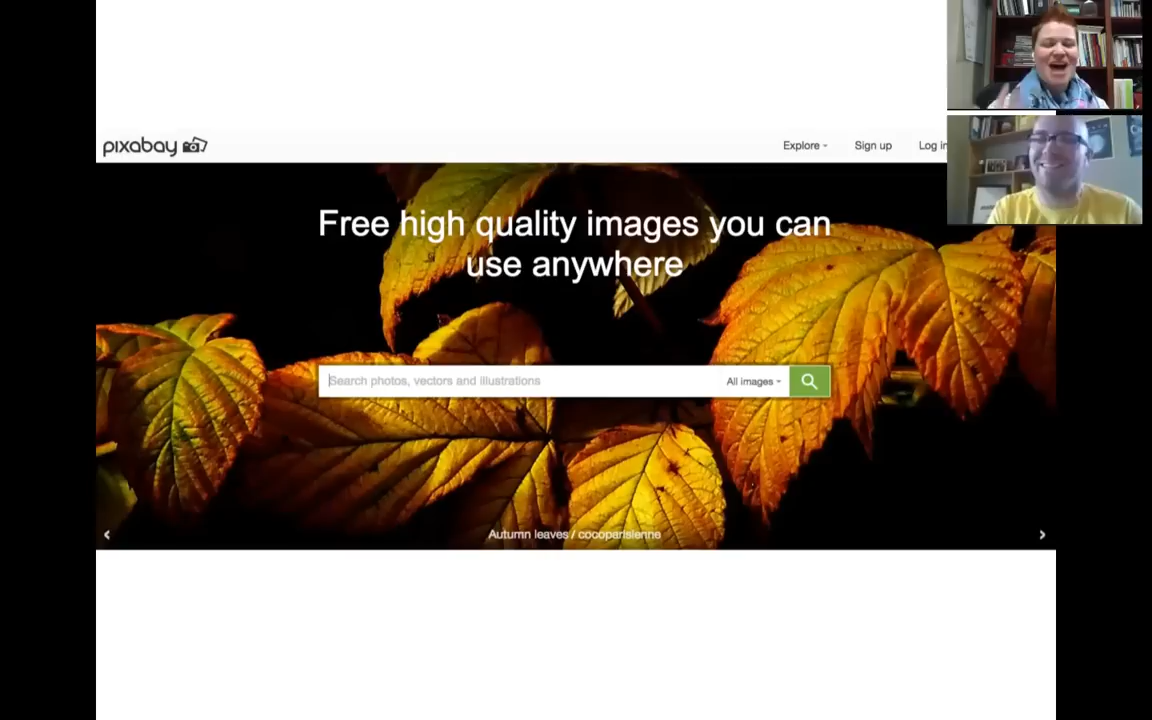 pixabay
Explore
Sign up
Log in
Free high quality images you can
use anywhere
Search photos, vectors and illustrations
All images
Autumn leaves / cocoparisienne